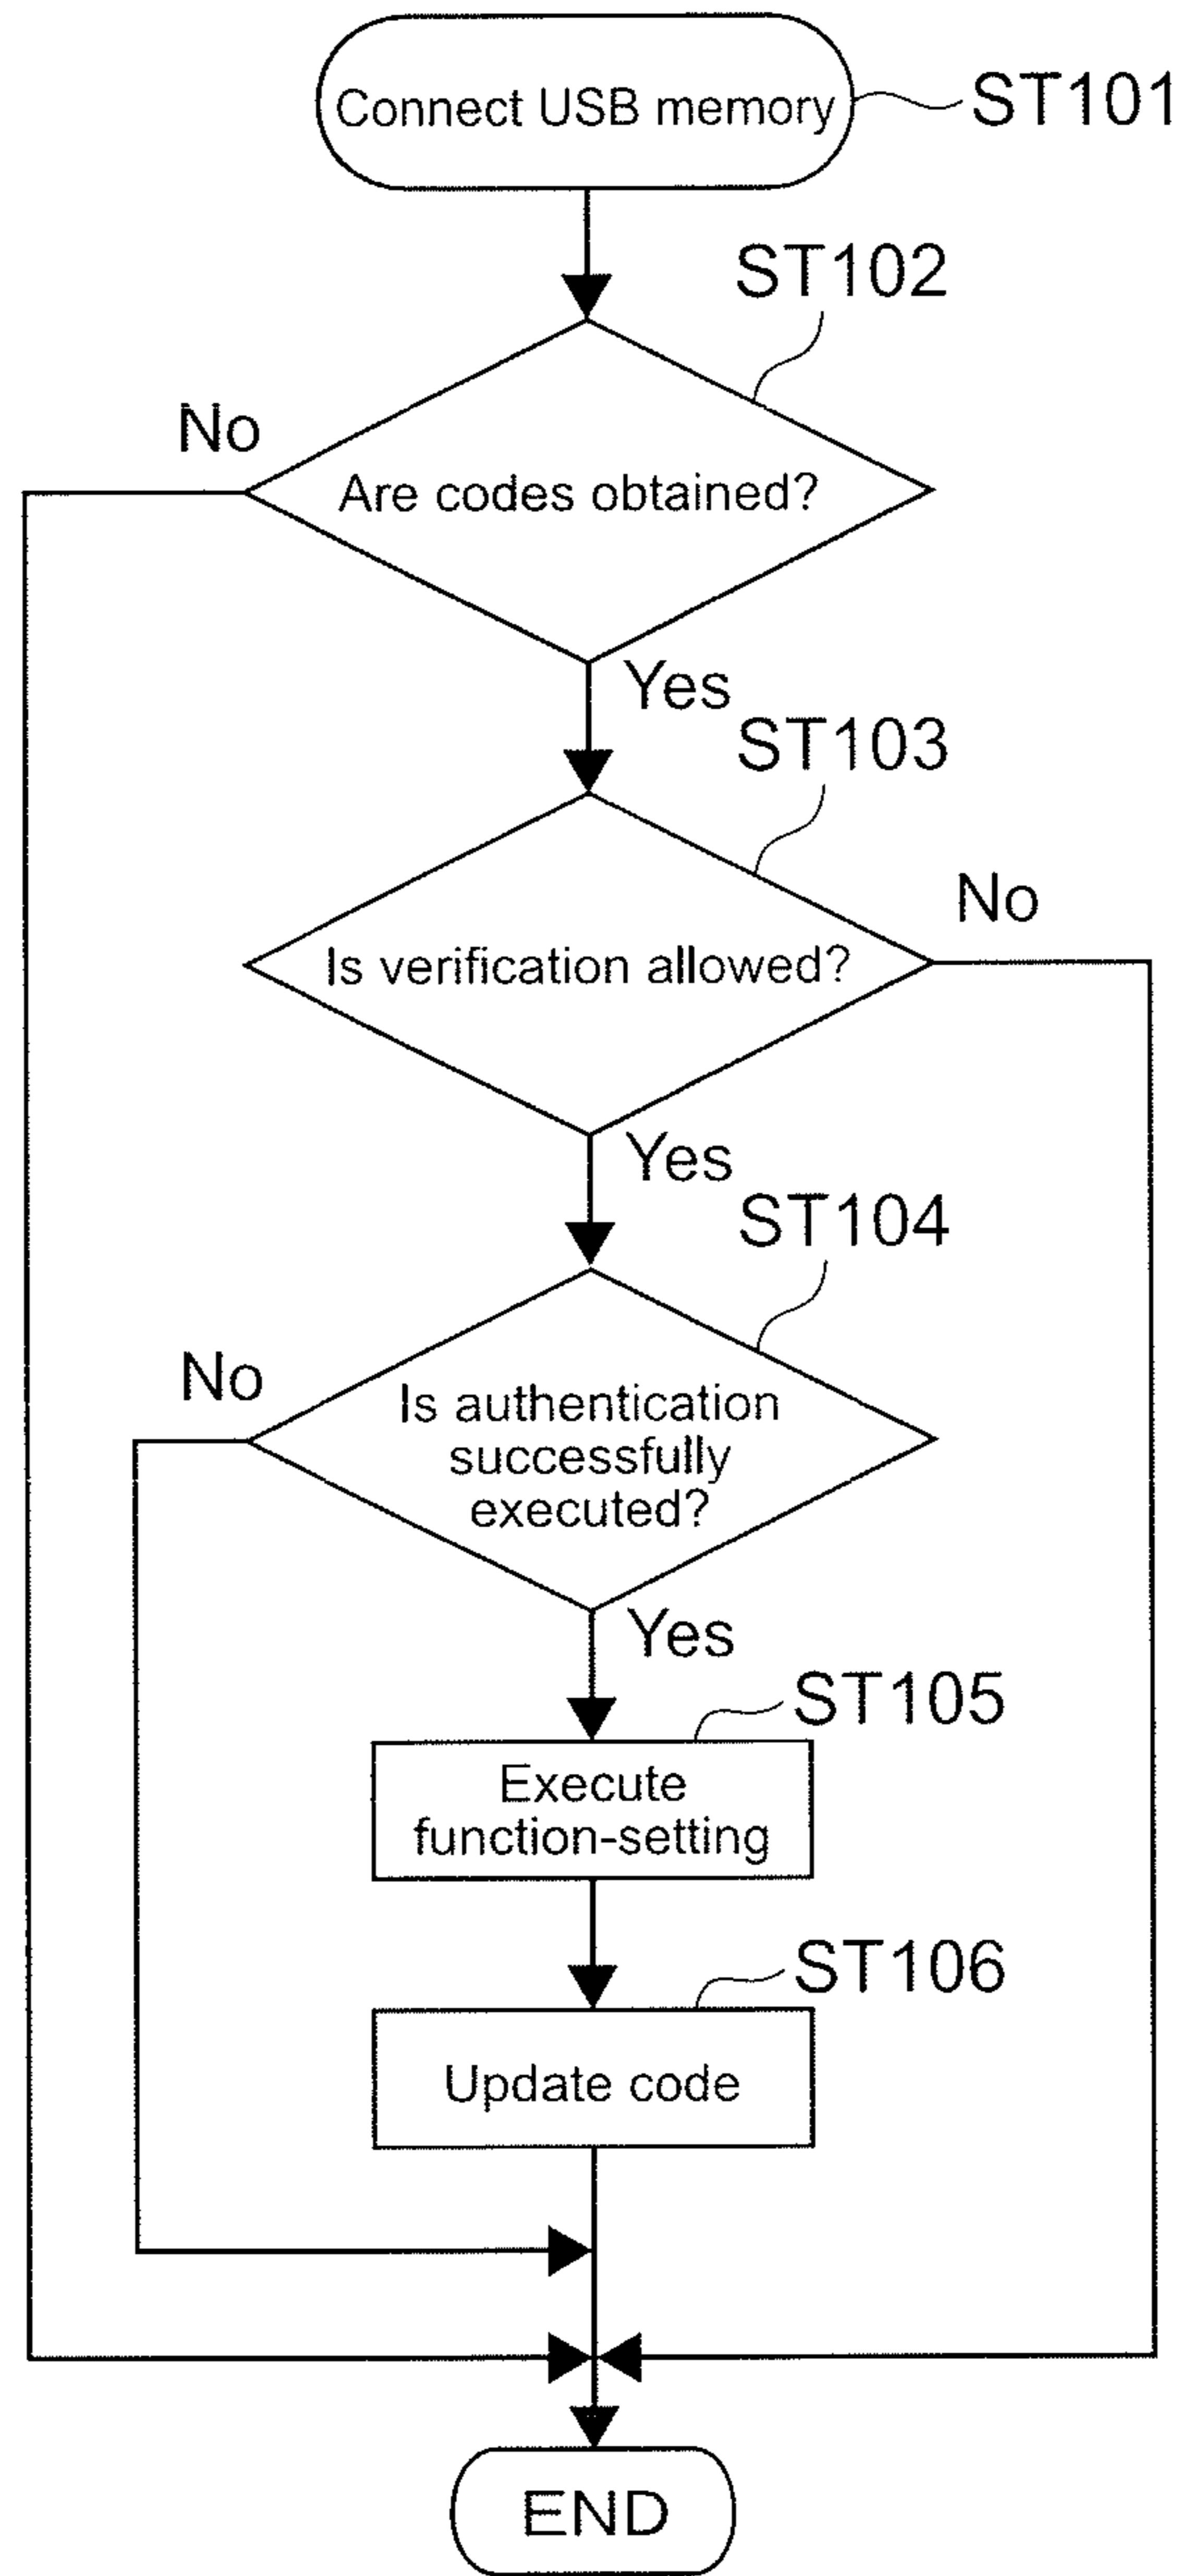 Connect USB memory
ST101
ST102
No
Are codes obtained?
Yes
ST103
No
Is verification allowed?
Yes
ST104
No
Is authentication
successfully
executed?
Yes
ST105
Execute
function-setting
ST106
Update code
END